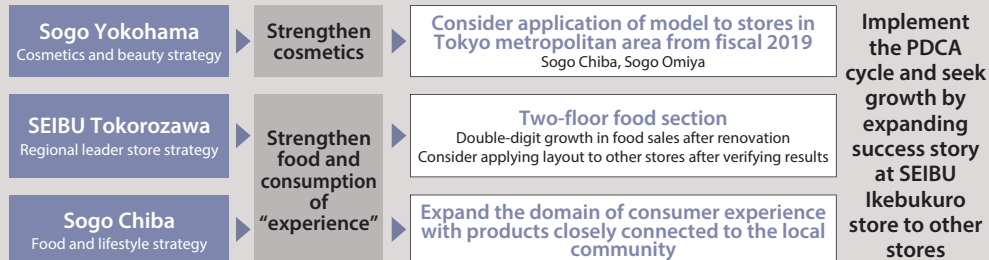 Sogo Yokohama
Cosmetics and beauty strategy
Strengthen
cosmetics
Consider application of model to stores in
Tokyo metropolitan area from fiscal 2019
Sogo Chiba, Sogo Omiya
SEIBU Tokorozawa
Regional leader store strategy
Strengthen
food and
consumption
of
“experience”
Two-floor food section
Double-digit growth in food sales after renovation
Consider applying layout to other stores after verifying results
Sogo Chiba
Food and lifestyle strategy
Expand the domain of consumer experience
with products closely connected to the local
community
Implement
the PDCA
cycle and seek
growth by
expanding
success story
at SEIBU
Ikebukuro
store to other
stores